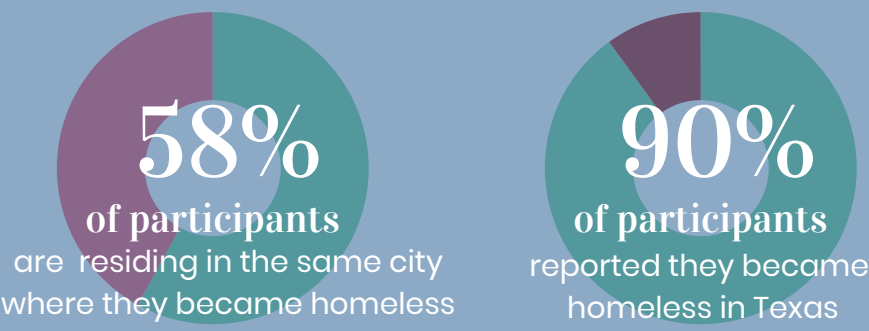 58%
of participants
are residing in the same city
where they became homeless
90%
of participants
reported they became
homeless in Texas